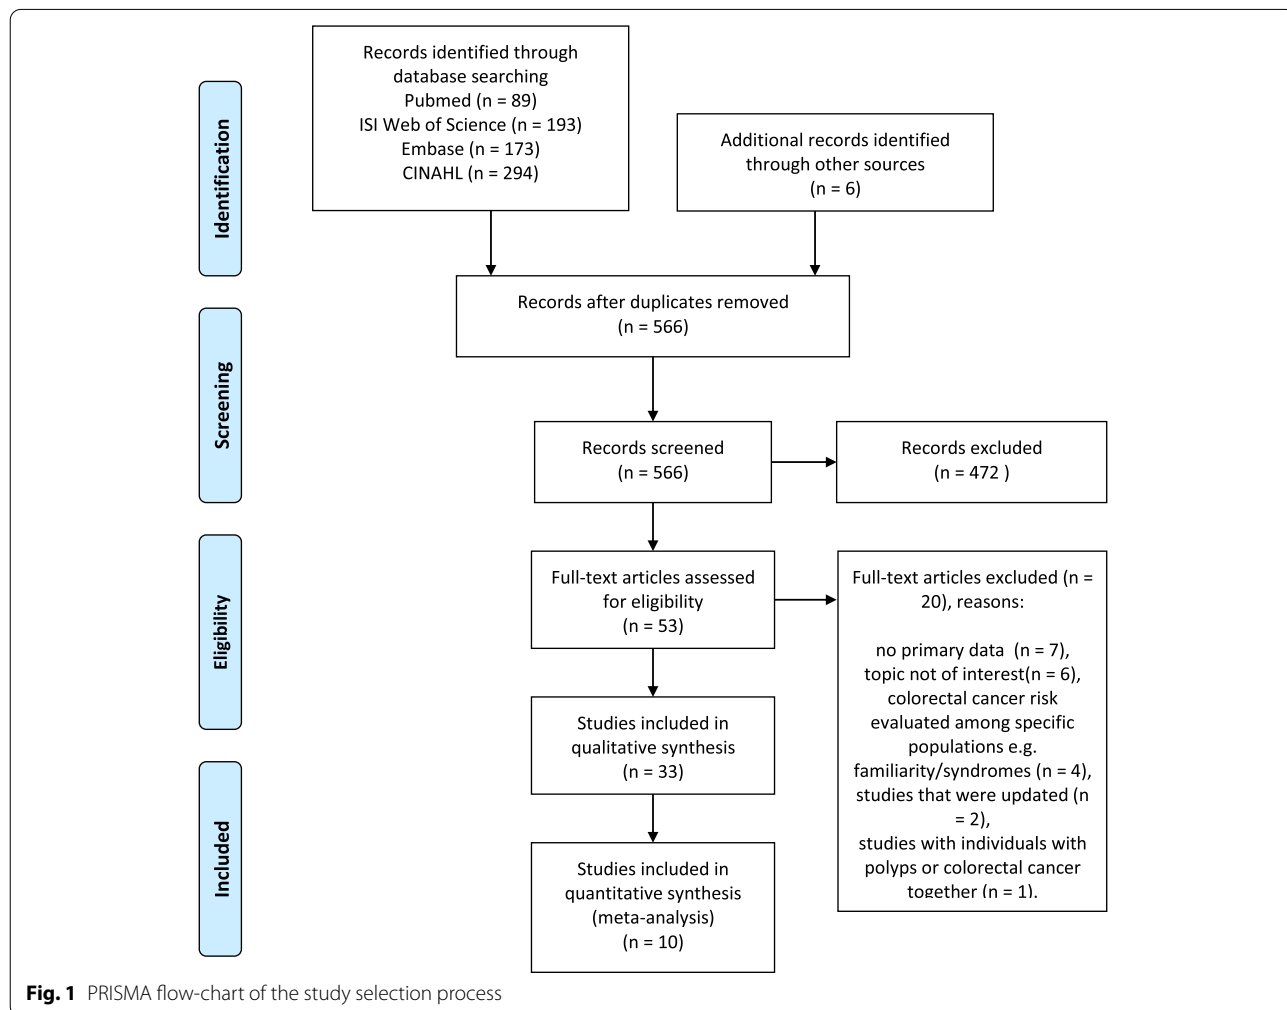 Records identified through
database searching
Pubmed (n = 89)
ISI Web of Science (n = 193)
Embase (n = 173)
CINAHL (n = 294)
Additional records identified
through other sources
(n = 6)
Identification
Records after duplicates removed
(n = 566)
Screening
Records screened
(n = 566)
Records excluded
(n = 472 )
Eligibility
Full-text articles assessed
for eligibility
(n = 53)
Full-text articles excluded (n =
20), reasons:
no primary data  (n = 7),
topic not of interest(n = 6),
colorectal cancer risk
evaluated among specific
populations e.g.
familiarity/syndromes (n = 4),
studies that were updated (n
= 2),
studies with individuals with
polyps or colorectal cancer
together (n = 1).
Studies included in
qualitative synthesis
(n = 33)
Included
Studies included in
quantitative synthesis
(meta-analysis)
(n = 10)
Fig. 1 PRISMA flow-chart of the study selection process